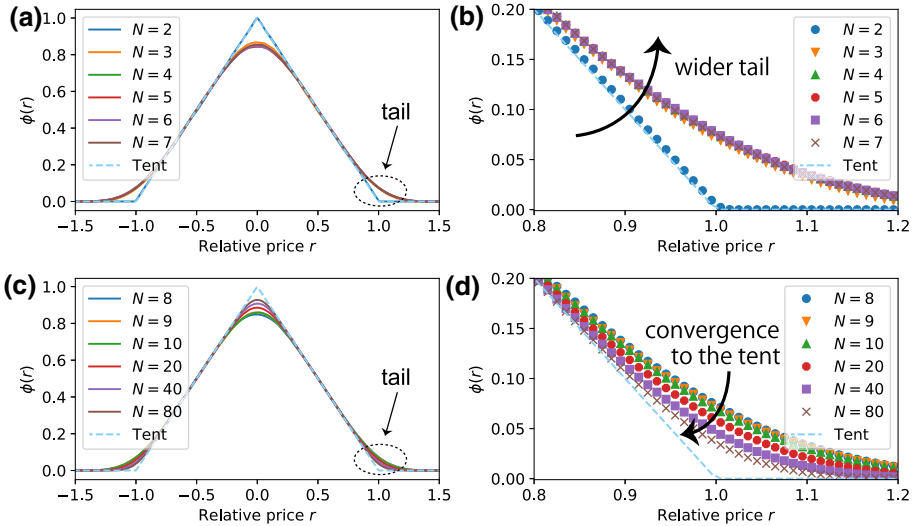 (a)
1.0
0.8
0.6
0.4
0.2
0.0
ϕ(r)
N = 2
N = 3
N = 4
N = 5
N = 6
N = 7
Tent
tail
−1.5 −1.0 −0.5 0.0 0.5 1.0 1.5
Relative price r
(b)
0.20
0.15
0.10
0.05
0.00
ϕ(r)
wider tail
N = 2
N = 3
N = 4
N = 5
N = 6
N = 7
Tent
0.8 0.9 1.0 1.1 1.2
Relative price r
(c)
1.0
0.8
0.6
0.4
0.2
0.0
ϕ(r)
N = 8
N = 9
N = 10
N = 20
N = 40
N = 80
Tent
tail
−1.5 −1.0 −0.5 0.0 0.5 1.0 1.5
Relative price r
(d)
0.20
0.15
0.10
0.05
0.00
ϕ(r)
convergence
to the tent
N = 8
N = 9
N = 10
N = 20
N = 40
N = 80
Tent
0.8 0.9 1.0 1.1 1.2
Relative price r